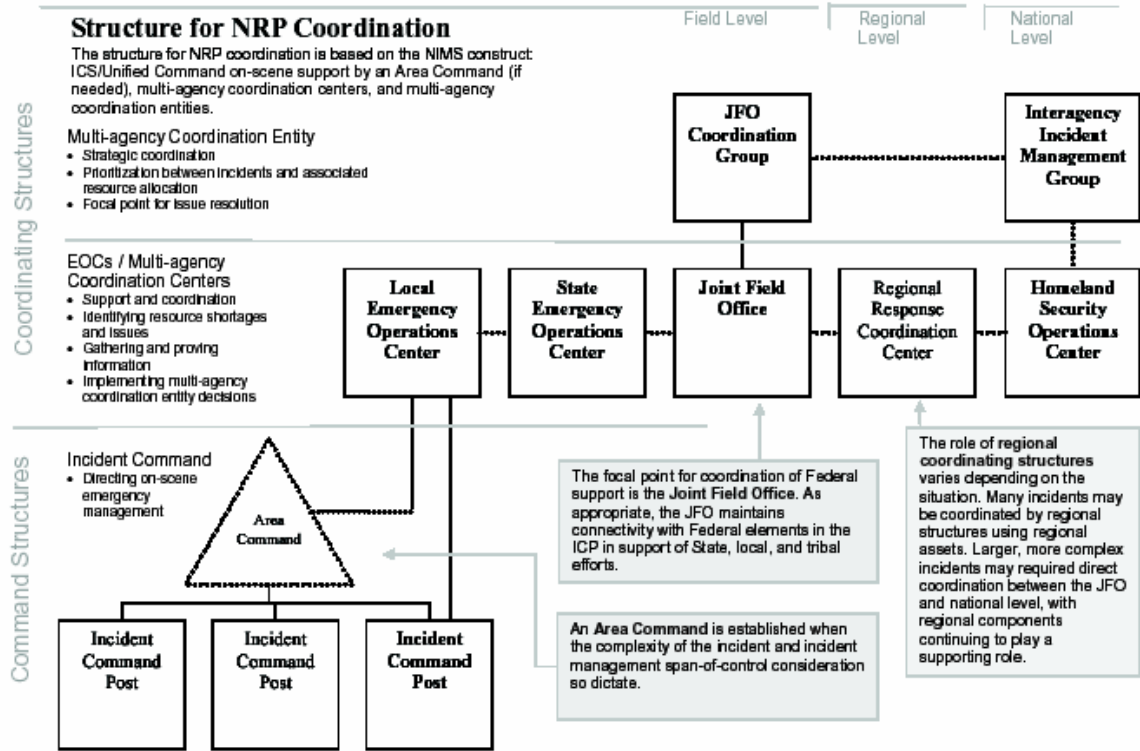 Structure for NRP Coordination
The structure for NRP coordination is based on the NIMS construct:
ICS/Unified Command on-scene support by an Area Command (if
needed), multi-agency coordination centers, and multi-agency
coordination entities.
Field Level
Regional
Level
National
Level
Coordinating Structures
Multi-agency Coordination Entity
• Strategic coordination
• Prioritization between incidents and associated
resource allocation
• Focal point for issue resolution
JFO
Coordination
Group
Interagency
Incident
Management
Group
EOCs / Multi-agency
Coordination Centers
• Support and coordination
• Identifying resource shortages
and issues
• Gathering and proving
information
• Implementing multi-agency
coordination entity decisions
Local
Emergency
Operations
Center
State
Emergency
Operations
Center
Joint Field
Office
Regional
Response
Coordination
Center
Homeland
Security
Operations
Center
Command Structures
Incident Command
• Directing on-scene
emergency
management
Area
Command
Incident
Command
Post
Incident
Command
Post
Incident
Command
Post
The focal point for coordination of Federal
support is the Joint Field Office. As
appropriate, the JFO maintains
connectivity with Federal elements in the
ICP in support of State, local, and tribal
efforts.
An Area Command is established when
the complexity of the incident and incident
management span-of-control consideration
so dictate.
The role of regional
coordinating structures
varies depending on the
situation. Many incidents may
be coordinated by regional
structures using regional
assets. Larger, more complex
incidents may required direct
coordination between the JFO
and national level, with
regional components
continuing to play a
supporting role.